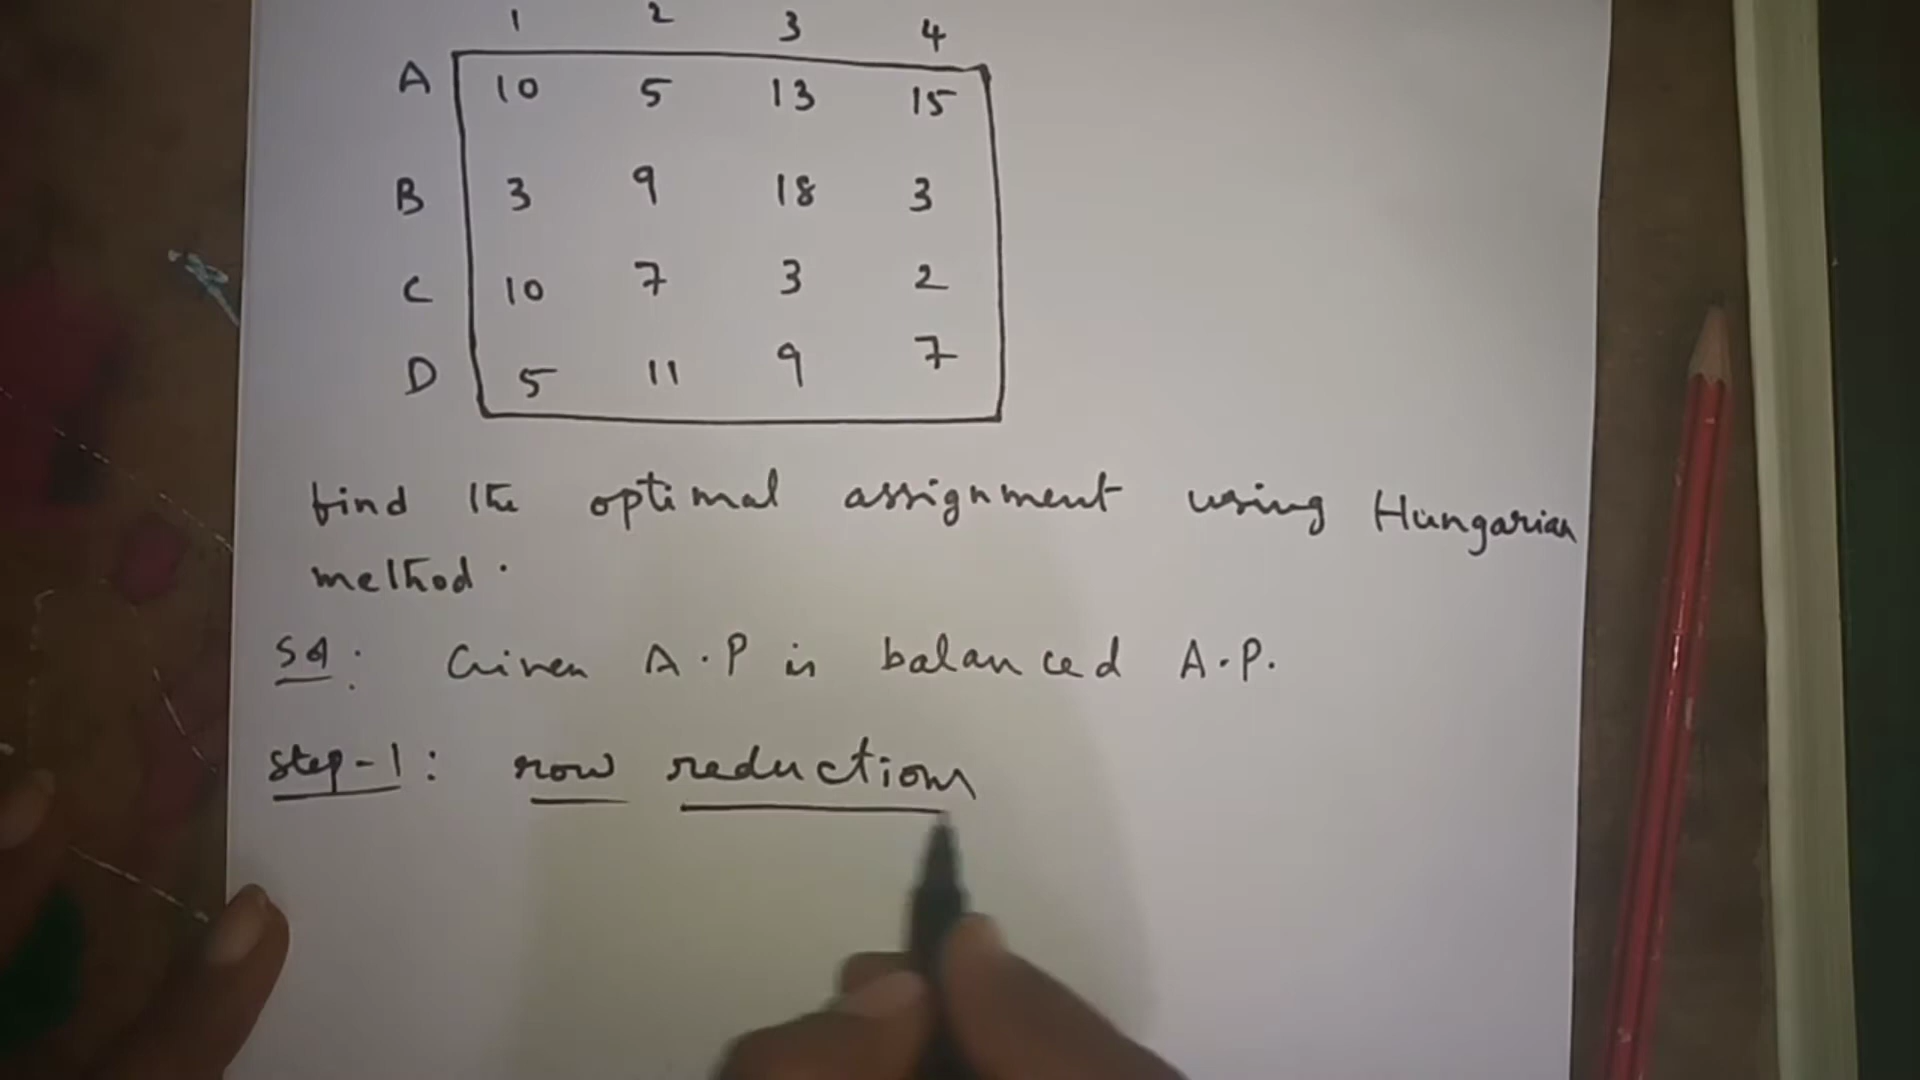 1 2 3 4
A 10 5 13 15
B 3 9 18 3
C 10 7 3 2
D 5 11 9 7
find the optimal assignment using Hungarian
method.
Sol: Given A.P is balanced A.P.
step-1: row reduction